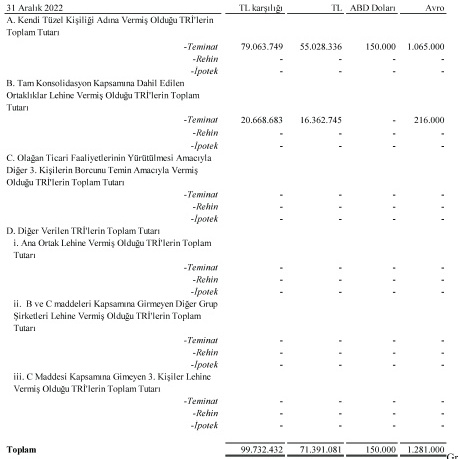 31 Aralık 2022 TL karşılığı TL ABD Doları Avro
A. Kendi Tüzel Kişiliği Adına Vermiş Olduğu TRİ'lerin
Toplam Tutarı
-Teminat 79.063.749 55.028.336 150.000 1.065.000
-Rehin - - - -
-İpotek - - - -
B. Tam Konsolidasyon Kapsamına Dahil Edilen
Ortaklıklar Lehine Vermiş Olduğu TRİ'lerin Toplam
Tutarı
-Teminat 20.668.683 16.362.745 - 216.000
-Rehin - - - -
-İpotek - - - -
C. Olağan Ticari Faaliyetlerinin Yürütülmesi Amacıyla
Diğer 3. Kişilerin Borcunu Temin Amacıyla Vermiş
Olduğu TRİ'lerin Toplam Tutarı
-Teminat - - - -
-Rehin - - - -
-İpotek - - - -
D. Diğer Verilen TRİ'lerin Toplam Tutarı
i. Ana Ortak Lehine Vermiş Olduğu TRİ'lerin Toplam
Tutarı
-Teminat - - - -
-Rehin - - - -
-İpotek - - - -
ii. B ve C maddeleri Kapsamına Girmeyen Diğer Grup
Şirketleri Lehine Vermiş Olduğu TRİ'lerin Toplam
Tutarı
-Teminat - - - -
-Rehin - - - -
-İpotek - - - -
iii. C Maddesi Kapsamına Gimeyen 3. Kişiler Lehine
Vermiş Olduğu TRİ'lerin Toplam Tutarı
-Teminat - - - -
-Rehin - - - -
-İpotek - - - -
Toplam 99.732.432 71.391.081 150.000 1.281.000
Gr